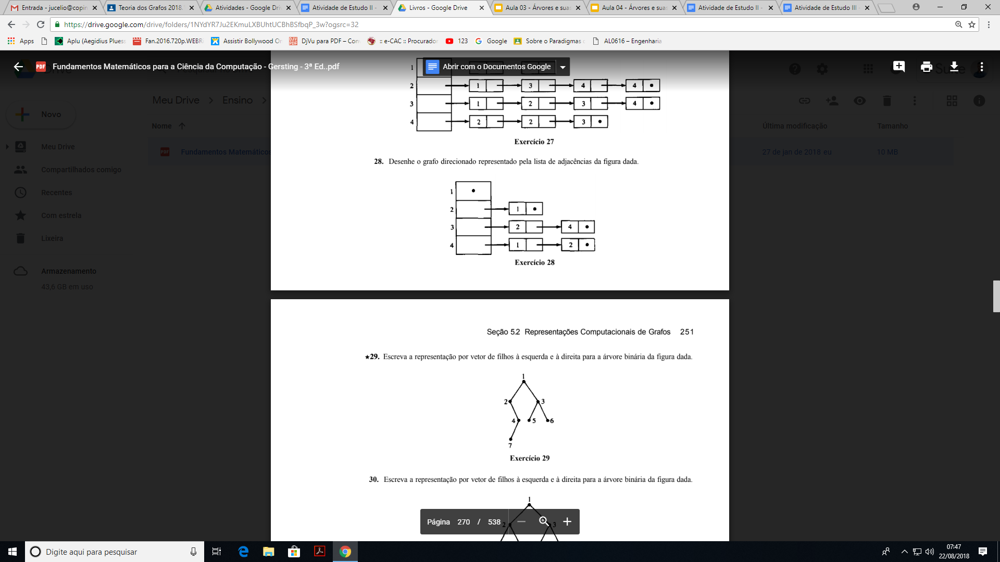 Entrada - jucelio@copin
Teoria dos Grafos 2018.
Atividades - Google Dri
Atividade de Estudo II -
Livros - Google Drive
Aula 03 - Árvores e suas
Aula 04 - Árvores e suas
Atividade de Estudo II -
Atividade de Estudo III -
https://drive.google.com/drive/folders/1NYdYR7Ju2EKmuLXBUhtUCBhBSfbqP_3w?ogsrc=32
Apps
Aplu (Aegidius Pluess
Fan.2016.720p.WEBR
Assistir Bollywood On
DjVu para PDF – Con
:: e-CAC :: Procurador
123
Google
Sobre o Paradigmas
AL0616 – Engenharia
PDF Fundamentos Matemáticos para a Ciência da Computação - Gersting - 3ª Ed..pdf
Abrir com o Documentos Google
Meu Drive > Ensino >
Novo
Nome
Última modificação
Tamanho
Meu Drive
PDF Fundamentos Matemáticos
27 de jan de 2018 eu
10 MB
Compartilhados comigo
Recentes
Com estrela
Lixeira
Armazenamento
43,6 GB em uso
1
2 1 3 4 4
3 1 2 3 4
4 2 2 3
Exercício 27
28. Desenhe o grafo direcionado representado pela lista de adjacências da figura dada.
1
2 1
3 2 4
4 1 2
Exercício 28
Seção 5.2 Representações Computacionais de Grafos 251
★29. Escreva a representação por vetor de filhos à esquerda e à direita para a árvore binária da figura dada.
1
2 3
4 5 6
7
Exercício 29
30. Escreva a representação por vetor de filhos à esquerda e à direita para a árvore binária da figura dada.
1
2 3
Página 270 / 538
Digite aqui para pesquisar
07:47
22/08/2018